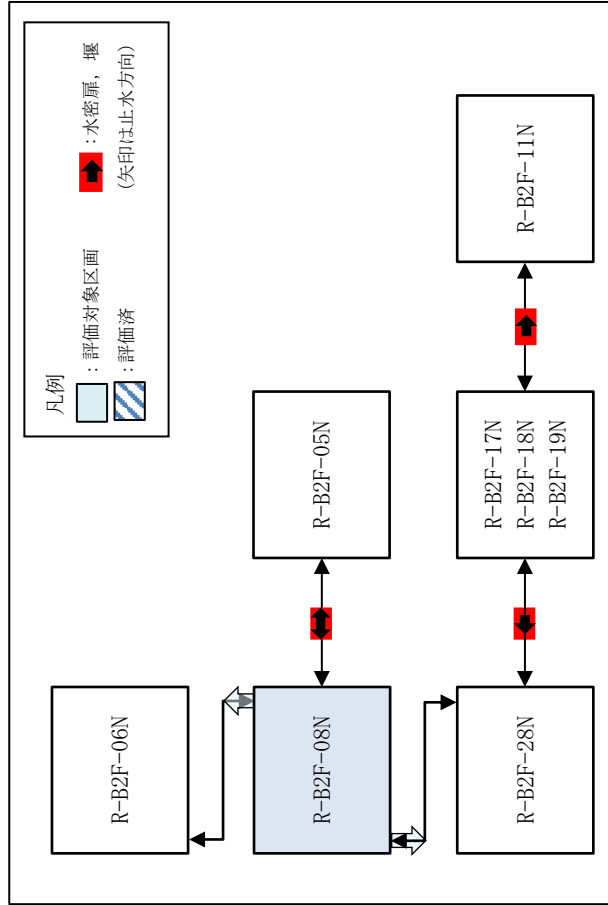 凡例
：評価対象区画
：評価済
：水密扉，堰
(矢印は止水方向)
R-B2F-06N
R-B2F-08N
R-B2F-05N
R-B2F-28N
R-B2F-17N
R-B2F-18N
R-B2F-19N
R-B2F-11N